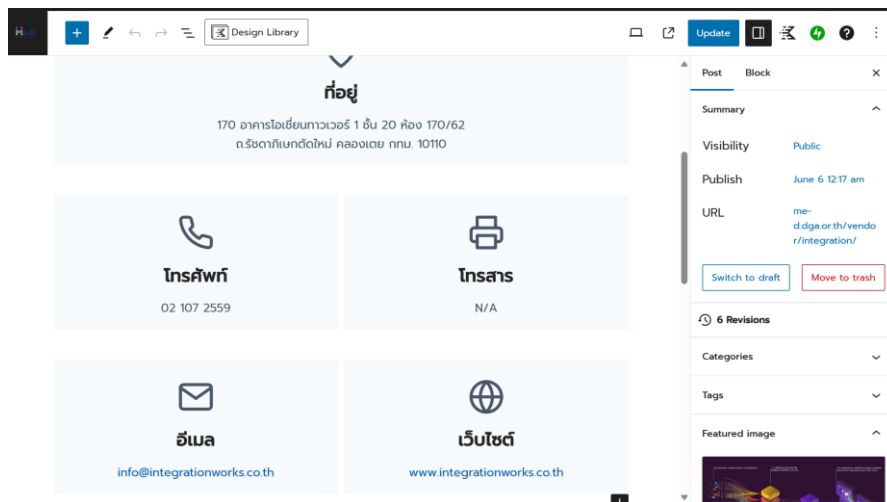 Design Library
Update
ที่อยู่
170 อาคารโอเชี่ยนทาวเวอร์ 1 ชั้น 20 ห้อง 170/62
ถ.รัชดาภิเษกตัดใหม่ คลองเตย กทม. 10110
โทรศัพท์
02 107 2559
โทรสาร
N/A
อีเมล
info@integrationworks.co.th
เว็บไซต์
www.integrationworks.co.th
Post Block
Summary
Visibility Public
Publish June 6 12:17 am
URL me-
d.dga.or.th/vendo
r/integration/
Switch to draft Move to trash
6 Revisions
Categories
Tags
Featured image